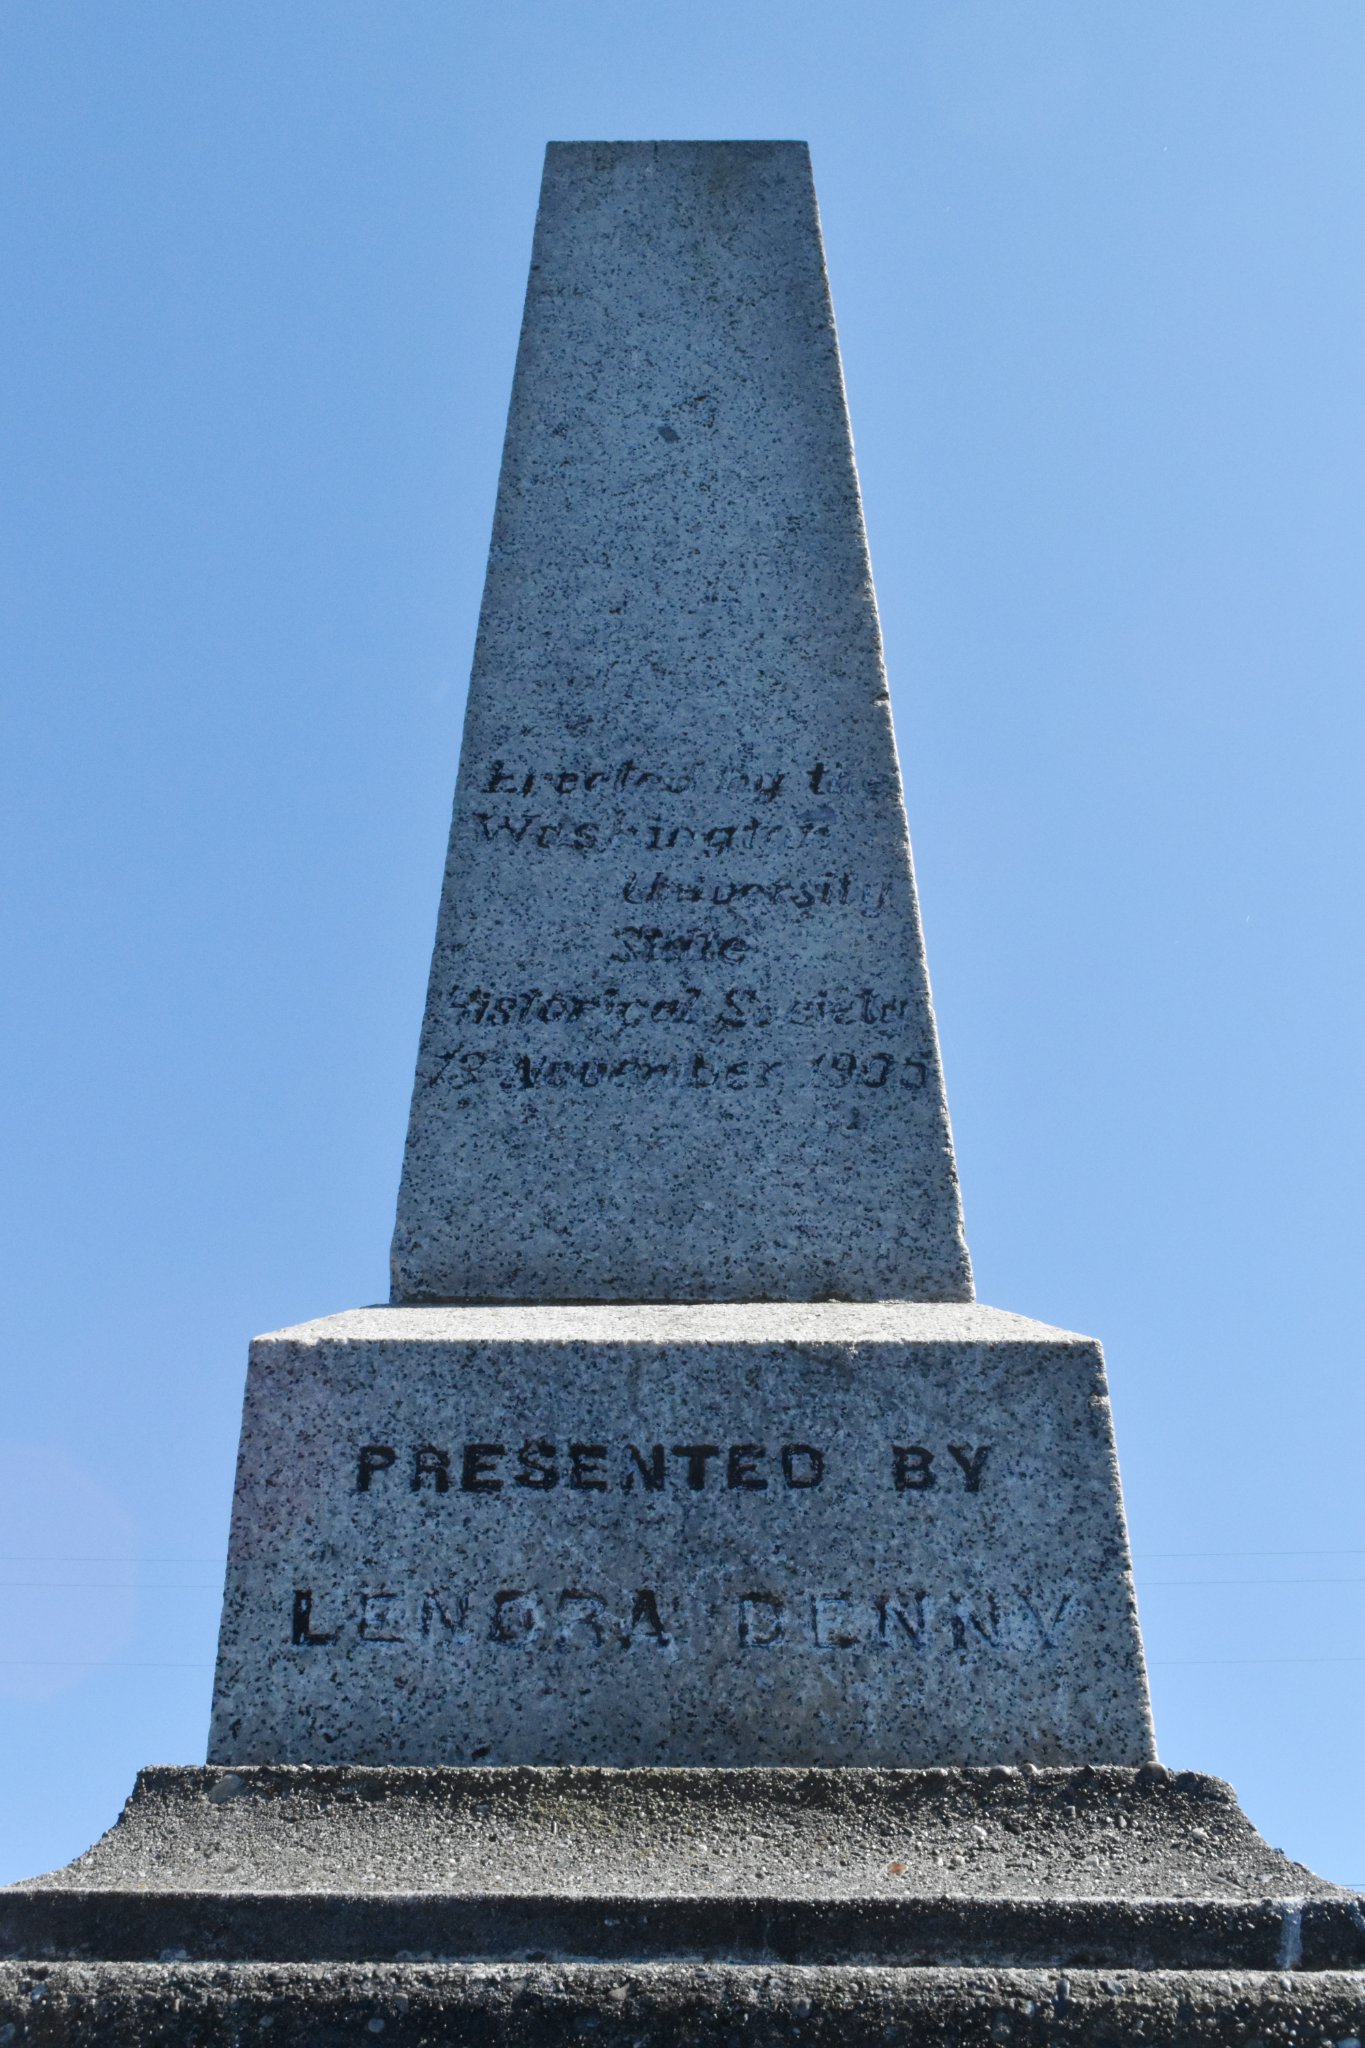 Erected by the
Washington
University
State
Historical Society
13 November 1905
PRESENTED BY
LENORA DENNY